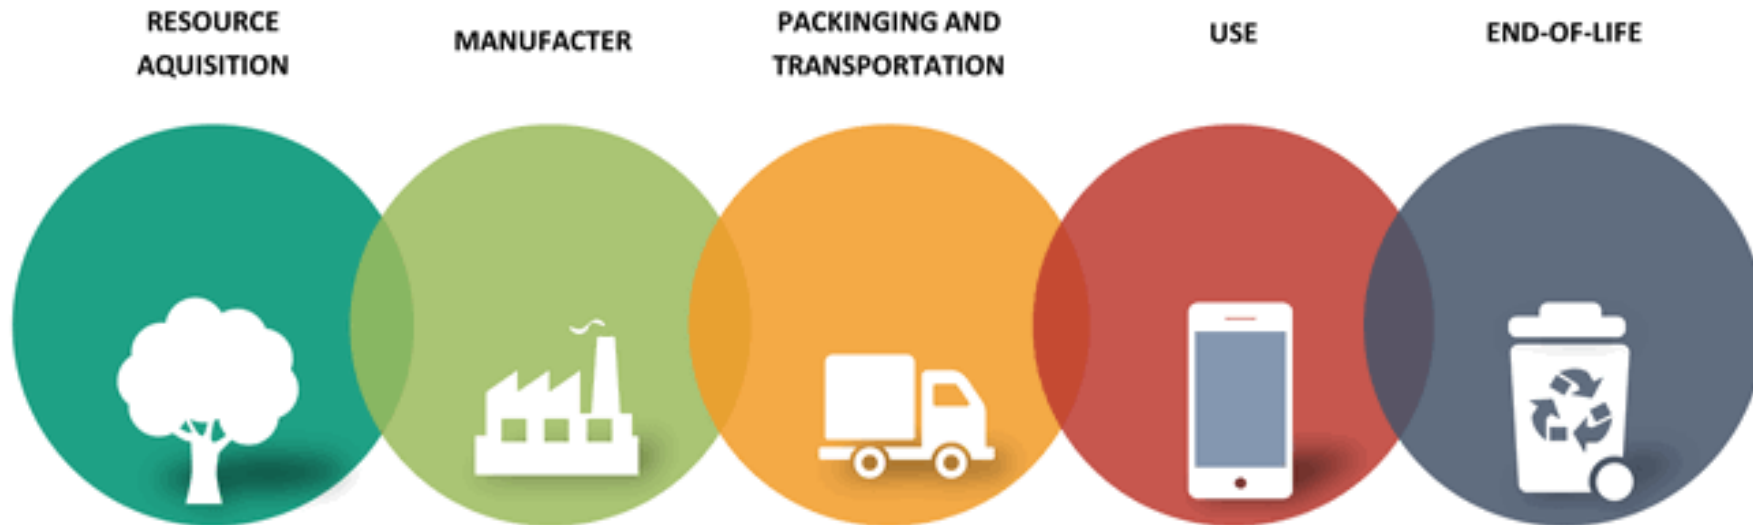 RESOURCE
AQUISITION
MANUFACTER
PACKINGING AND
TRANSPORTATION
USE
END-OF-LIFE